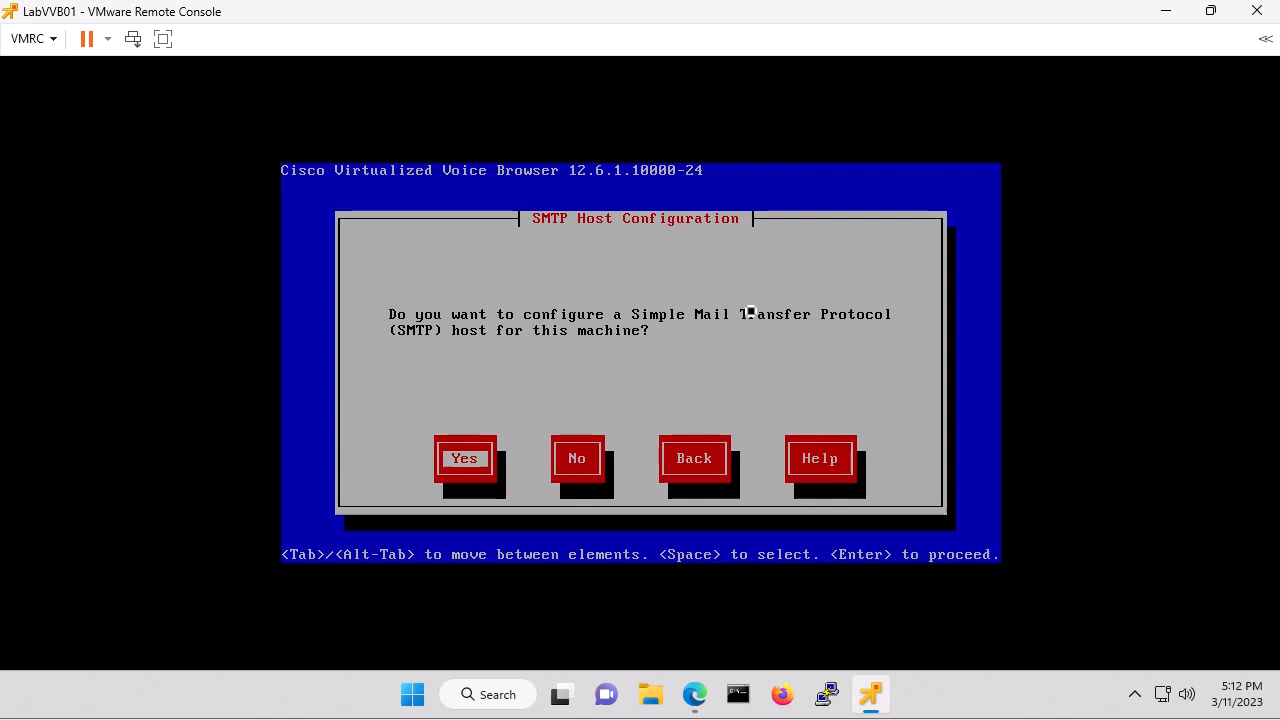 LabVVB01 - VMware Remote Console
VMRC
Cisco Virtualized Voice Browser 12.6.1.10000-24
SMTP Host Configuration
Do you want to configure a Simple Mail Transfer Protocol
(SMTP) host for this machine?
Yes No Back Help
<Tab>/<Alt-Tab> to move between elements. <Space> to select. <Enter> to proceed.
Search
5:12 PM
3/11/2023